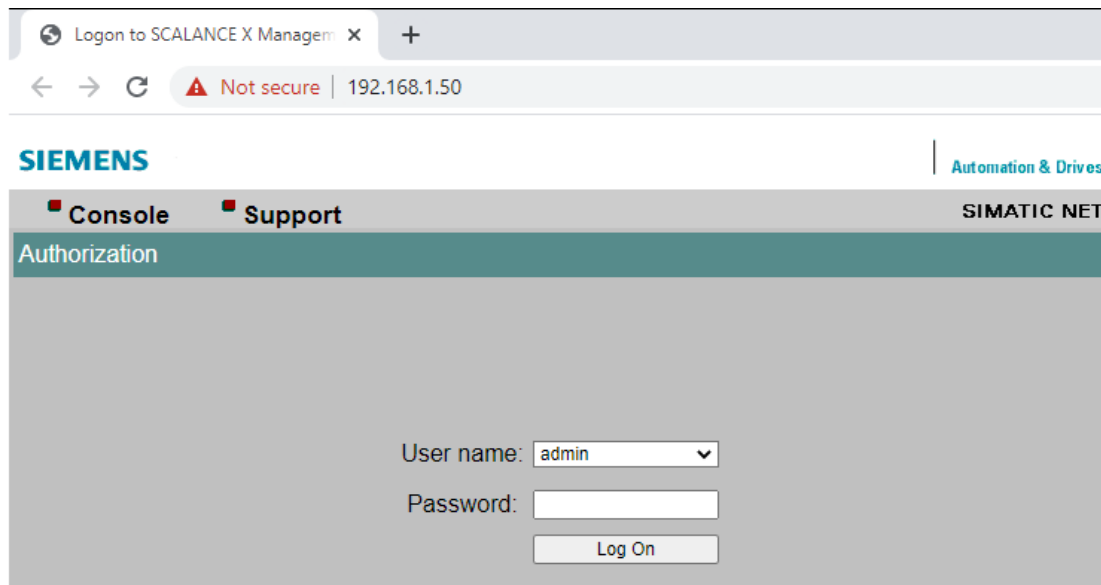 Logon to SCALANCE X Managem
Not secure | 192.168.1.50
SIEMENS
Automation & Drives
Console Support SIMATIC NET
Authorization
User name: admin
Password:
Log On